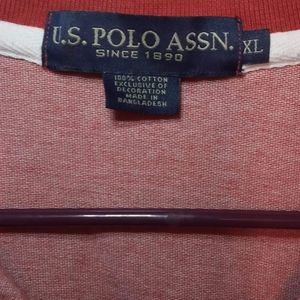 U.S. POLO ASSN.
SINCE 1890
XL
100% COTTON
EXCLUSIVE OF
DECORATION
MADE IN
BANGLADESH